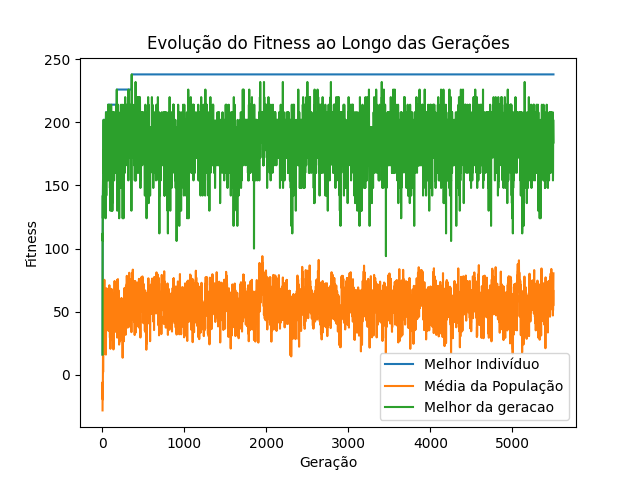 Evolução do Fitness ao Longo das Gerações
250
200
150
100
50
0
Fitness
0 1000 2000 3000 4000 5000
Geração
Melhor Indivíduo
Média da População
Melhor da geracao